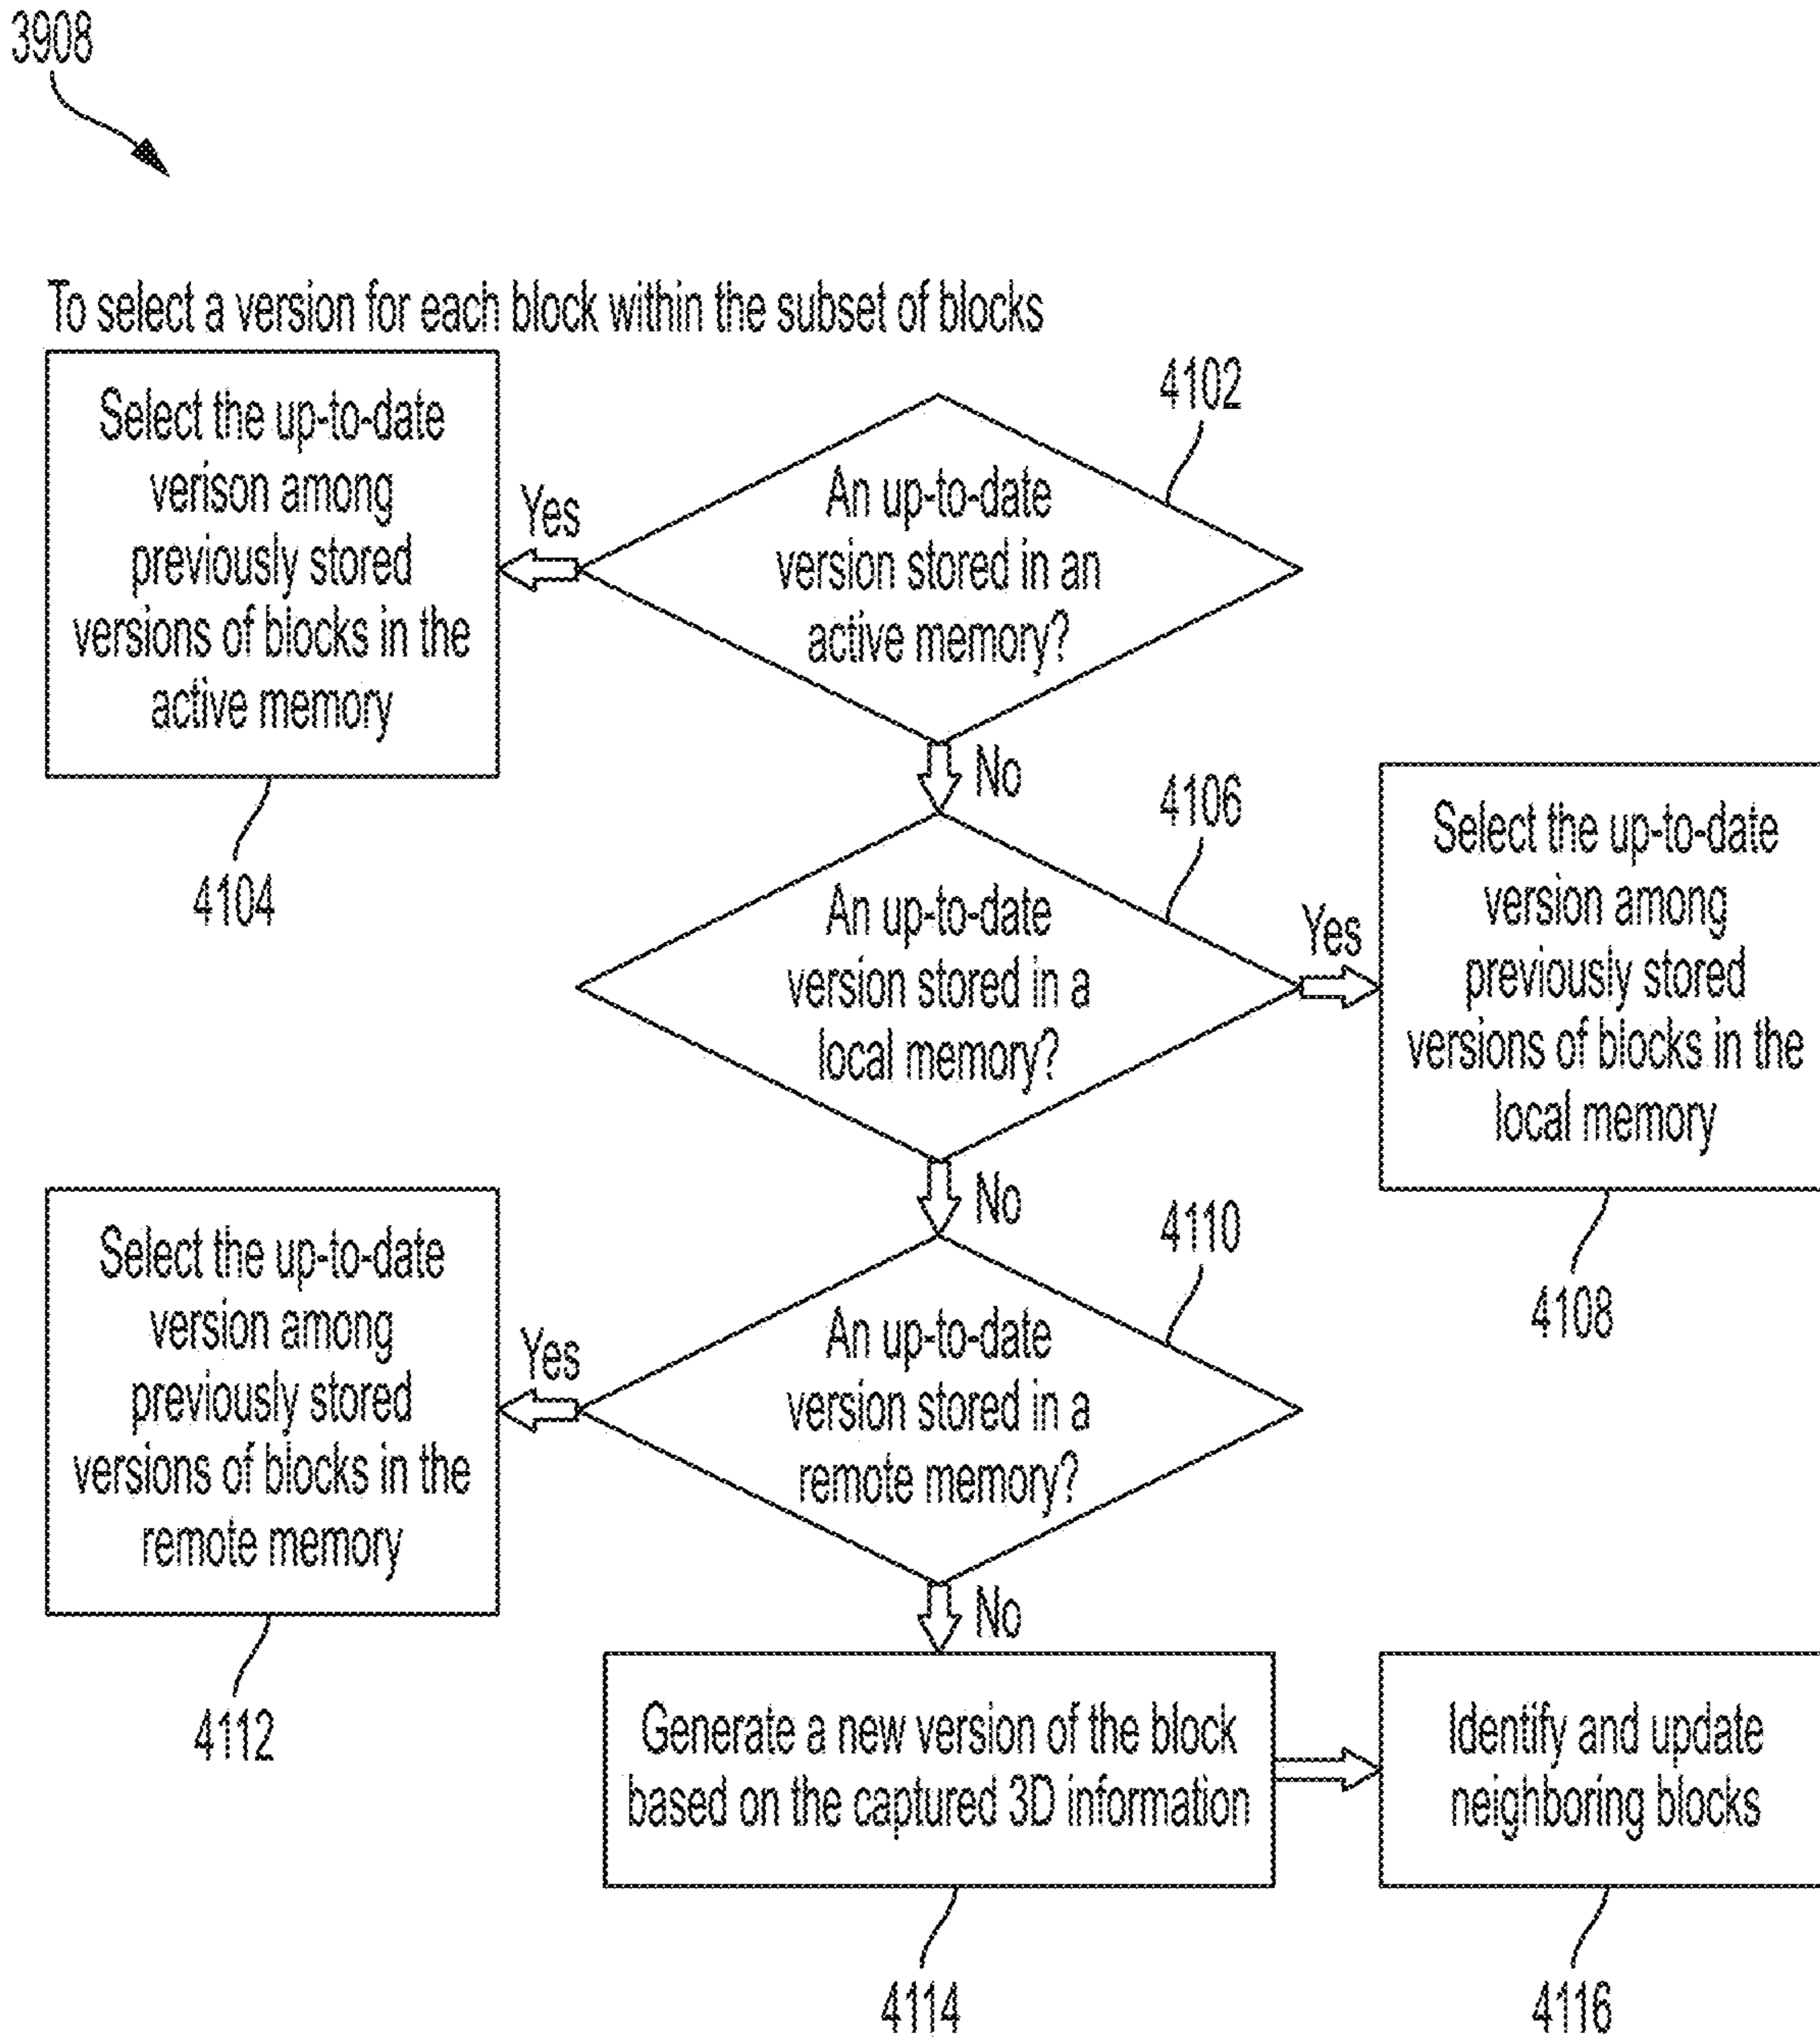 3908
To select a version for each block within the subset of blocks
Select the up-to-date
verison among
previously stored
versions of blocks in the
active memory
4104
Yes
An up-to-date
version stored in an
active memory?
4102
No
An up-to-date
version stored in a
local memory?
4106
Yes
Select the up-to-date
version among
previously stored
versions of blocks in the
local memory
4108
No
An up-to-date
version stored in a
remote memory?
4110
Yes
Select the up-to-date
version among
previously stored
versions of blocks in the
remote memory
4112
No
Generate a new version of the block
based on the captured 3D information
4114
Identify and update
neighboring blocks
4116